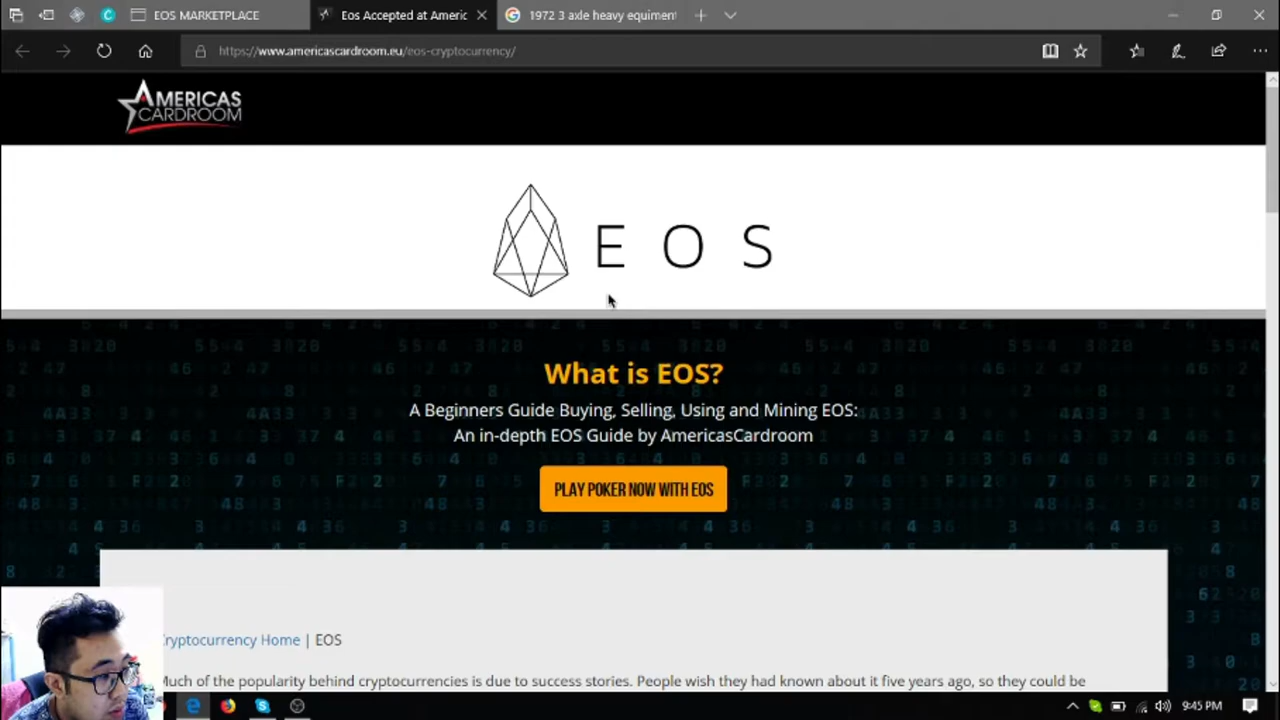 EOS MARKETPLACE
Eos Accepted at Americ
1972 3 axle heavy equiment
https://www.americascardroom.eu/eos-cryptocurrency/
AMERICAS
CARDROOM
E O S
What is EOS?
A Beginners Guide Buying, Selling, Using and Mining EOS:
An in-depth EOS Guide by AmericasCardroom
PLAY POKER NOW WITH EOS
ryptocurrency Home | EOS
Much of the popularity behind cryptocurrencies is due to success stories. People wish they had known about it five years ago, so they could be
9:45 PM